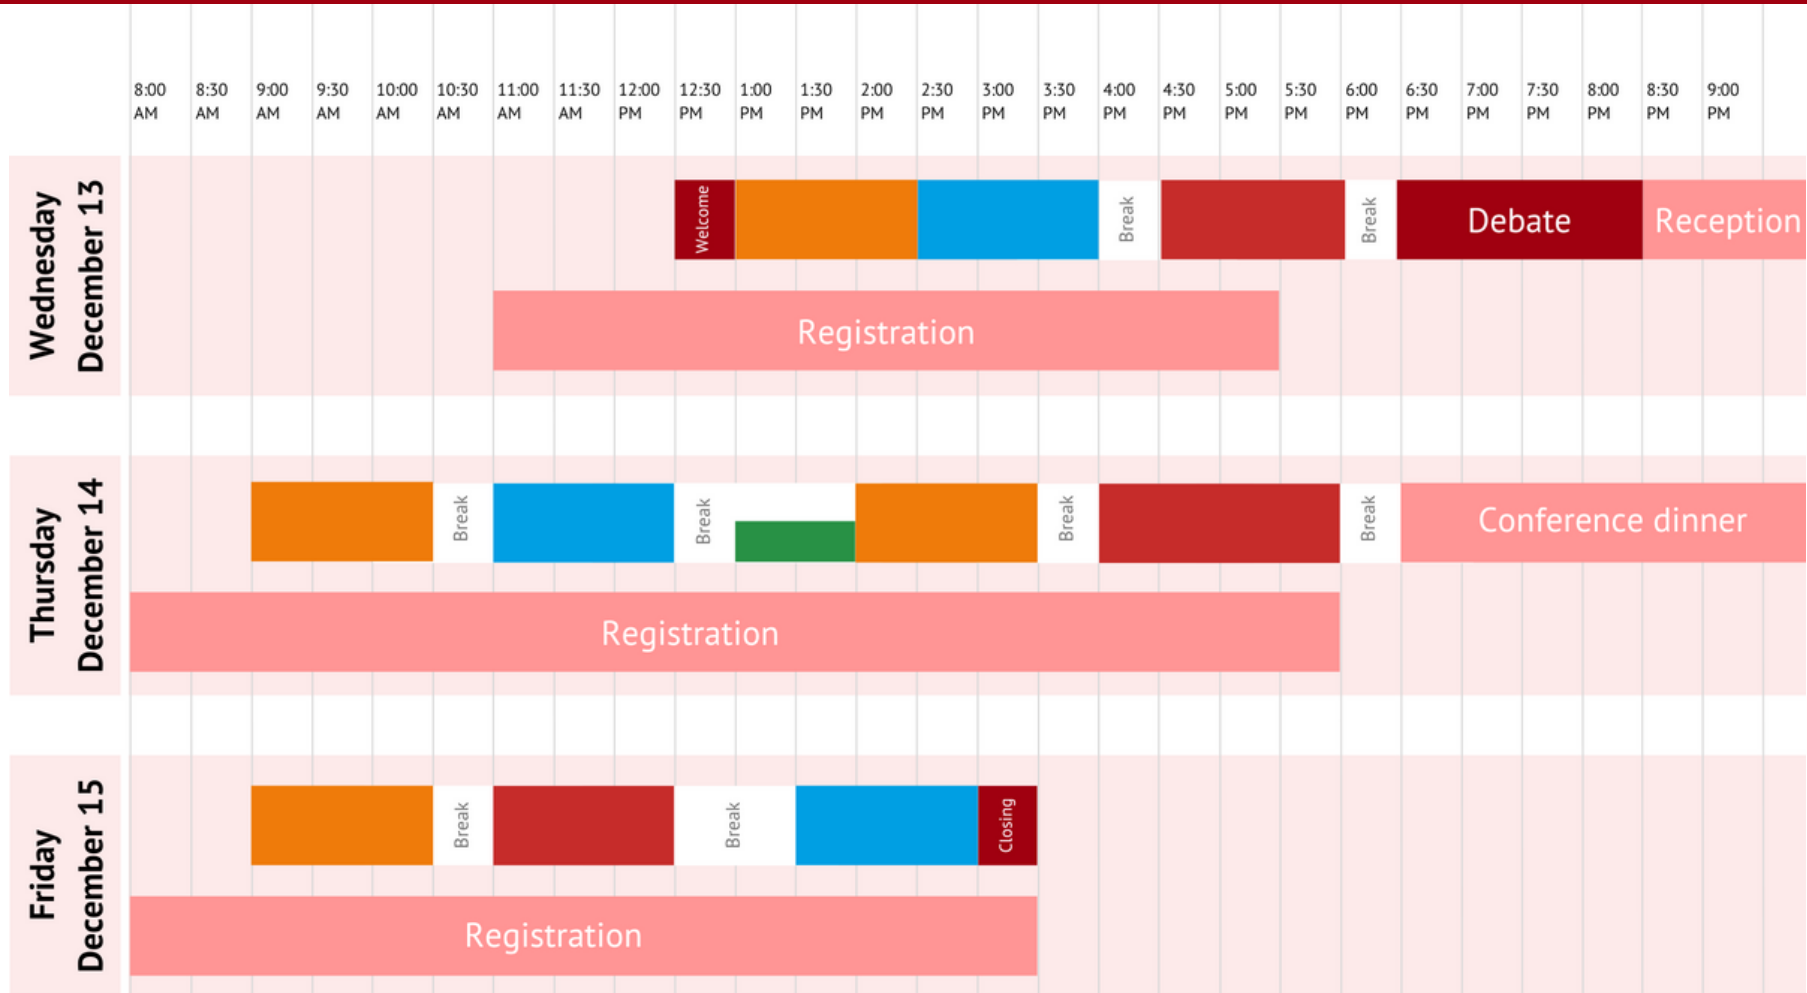 8:00 AM
8:30 AM
9:00 AM
9:30 AM
10:00 AM
10:30 AM
11:00 AM
11:30 AM
12:00 PM
12:30 PM
1:00 PM
1:30 PM
2:00 PM
2:30 PM
3:00 PM
3:30 PM
4:00 PM
4:30 PM
5:00 PM
5:30 PM
6:00 PM
6:30 PM
7:00 PM
7:30 PM
8:00 PM
8:30 PM
9:00 PM
Wednesday
December 13
Welcome
Break
Break
Debate
Reception
Registration
Thursday
December 14
Break
Break
Break
Break
Conference dinner
Registration
Friday
December 15
Break
Break
Closing
Registration